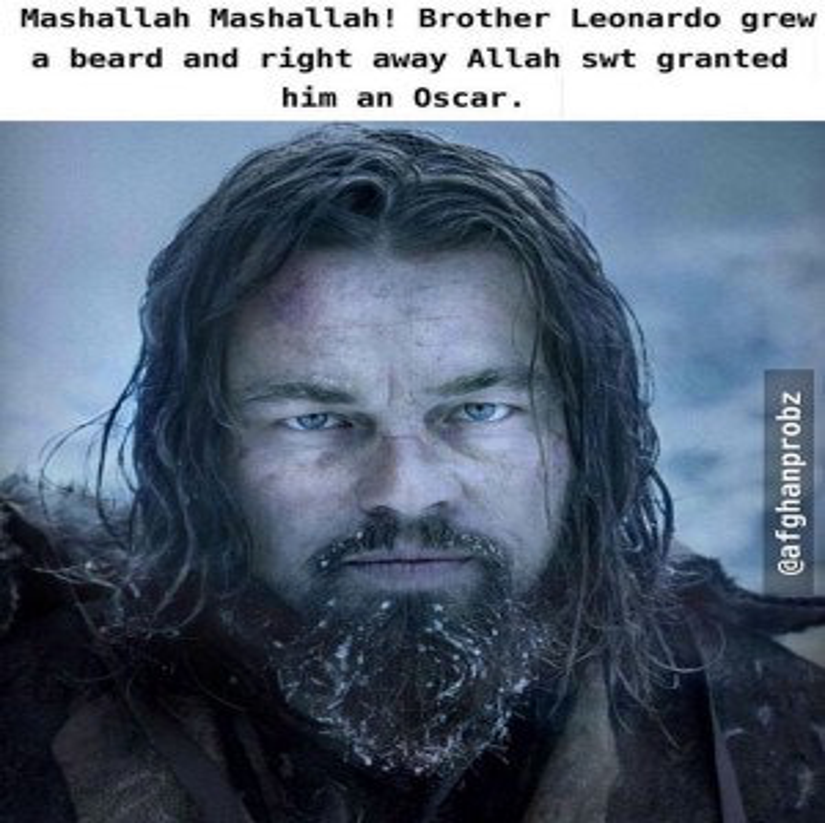 Mashallah Mashallah! Brother Leonardo grew
a beard and right away Allah swt granted
him an Oscar.
@afghanprobz